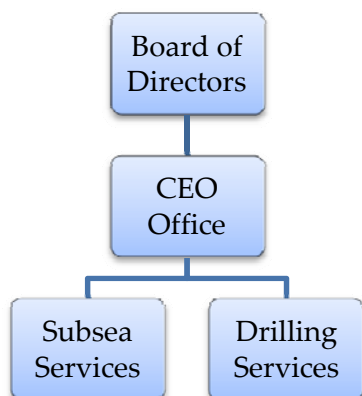 Board of
Directors
CEO
Office
Subsea
Services
Drilling
Services